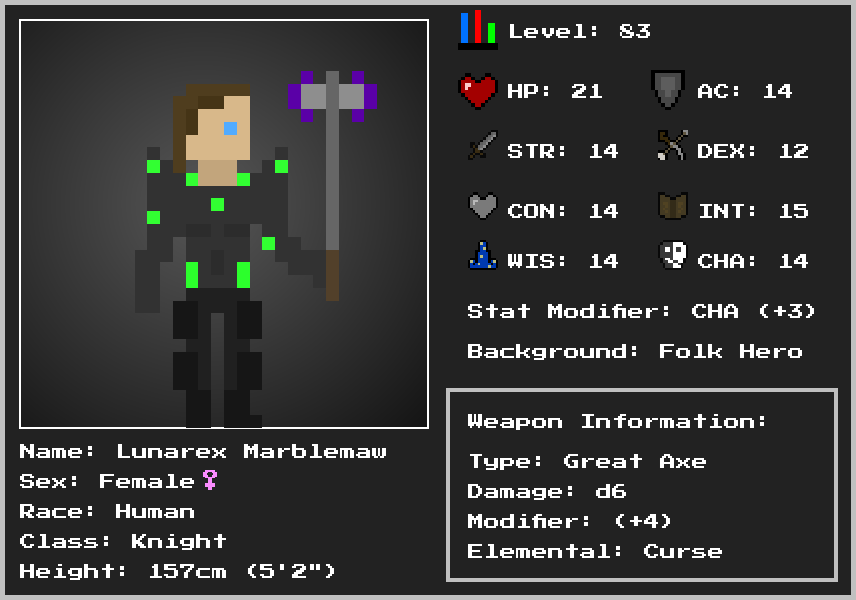 Level: 83
HP: 21
AC: 14
STR: 14
DEX: 12
CON: 14
INT: 15
WIS: 14
CHA: 14
Stat Modifier: CHA (+3)
Background: Folk Hero
Name: Lunarex Marblemaw
Sex: Female♀
Race: Human
Class: Knight
Height: 157cm (5'2")
Weapon Information:
Type: Great Axe
Damage: d6
Modifier: (+4)
Elemental: Curse